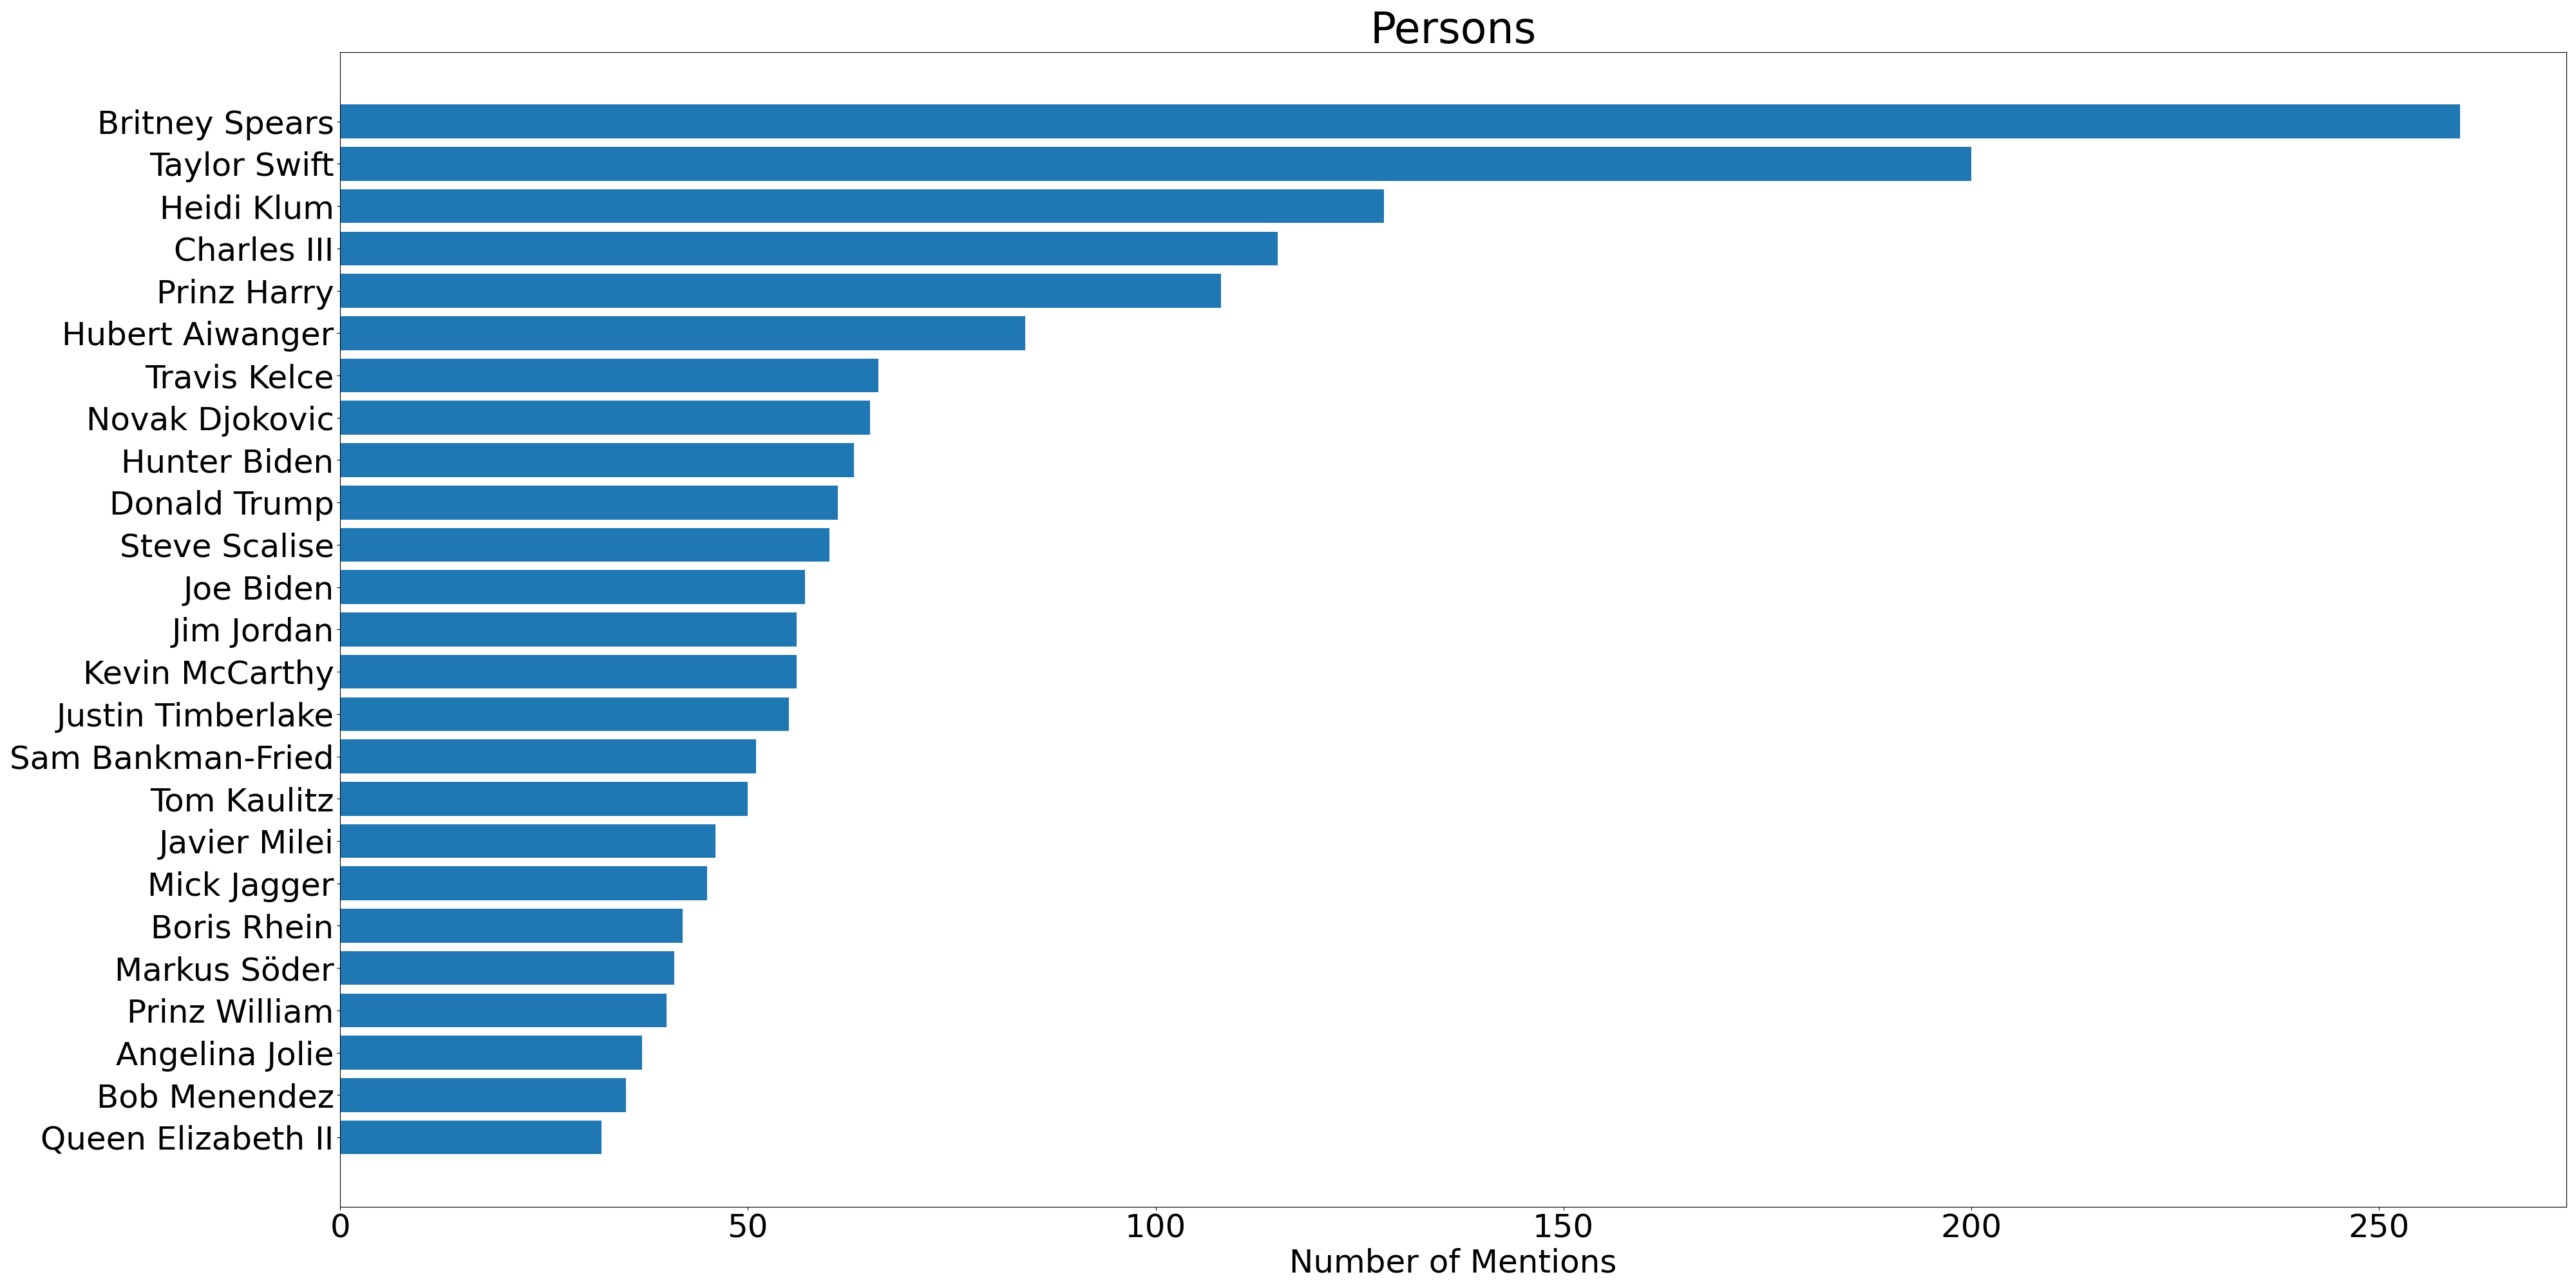 Persons
Britney Spears
Taylor Swift
Heidi Klum
Charles III
Prinz Harry
Hubert Aiwanger
Travis Kelce
Novak Djokovic
Hunter Biden
Donald Trump
Steve Scalise
Joe Biden
Jim Jordan
Kevin McCarthy
Justin Timberlake
Sam Bankman-Fried
Tom Kaulitz
Javier Milei
Mick Jagger
Boris Rhein
Markus Söder
Prinz William
Angelina Jolie
Bob Menendez
Queen Elizabeth II
0 50 100 150 200 250
Number of Mentions